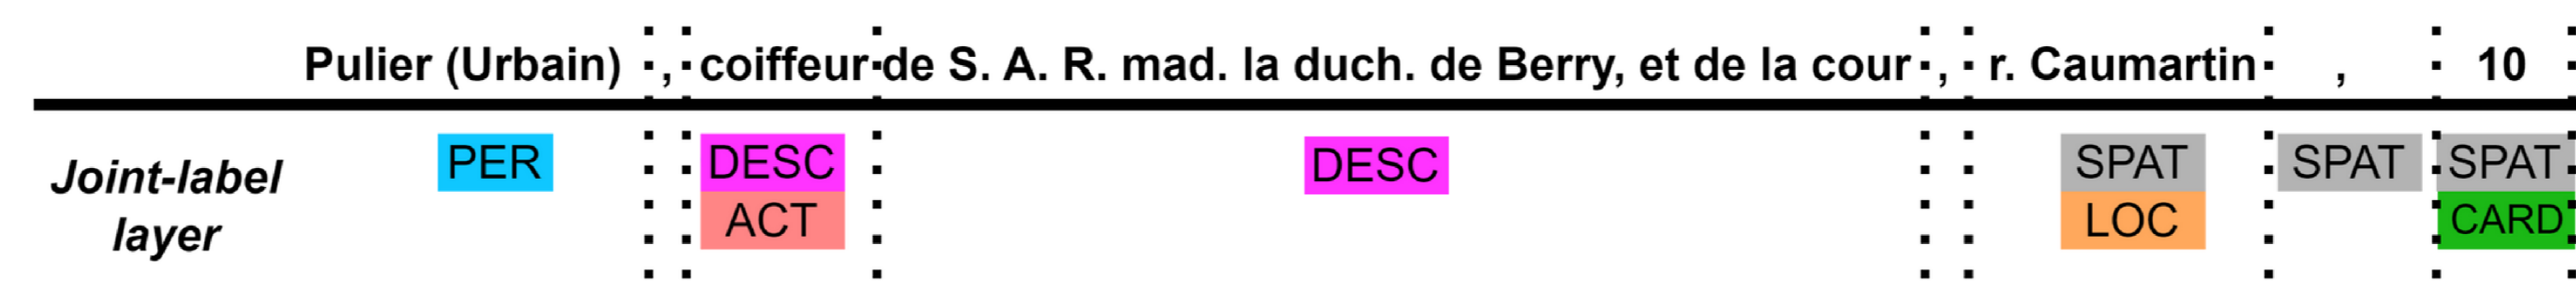 Pulier (Urbain) , coiffeur de S. A. R. mad. la duch. de Berry, et de la cour , r. Caumartin , 10
Joint-label layer
PER DESC DESC SPAT SPAT SPAT
ACT LOC CARD